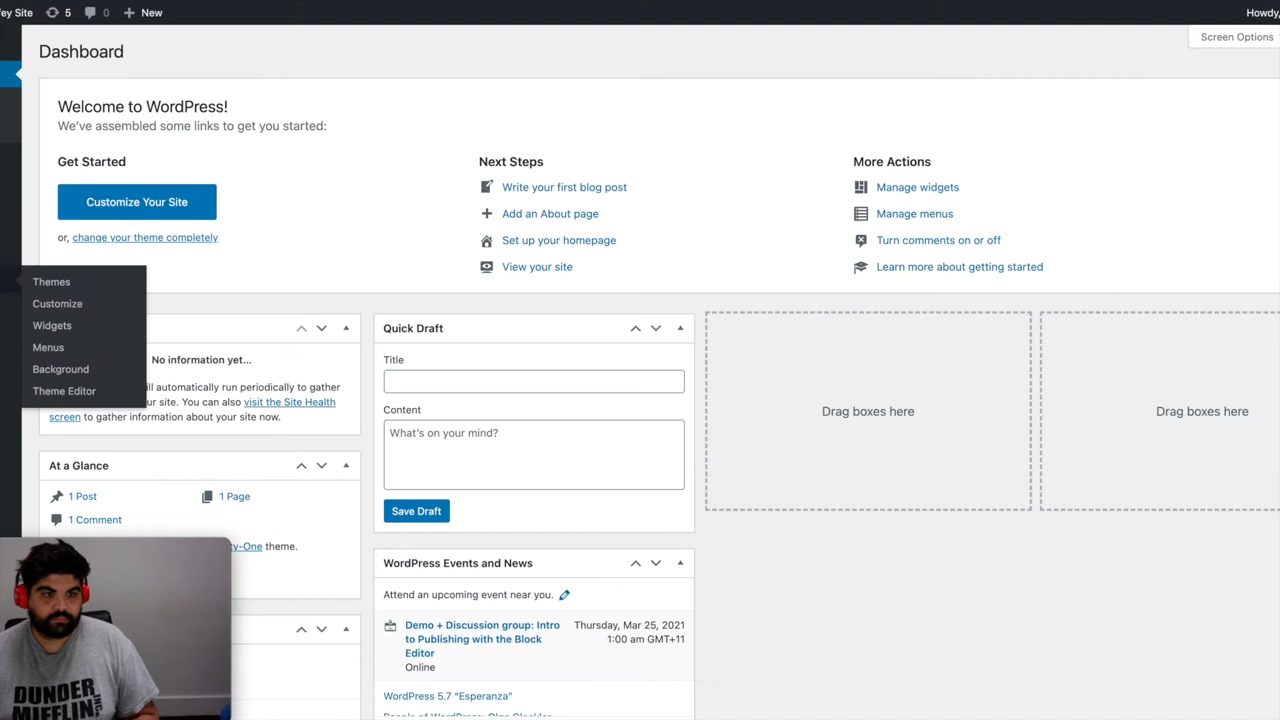 fey Site 5 0 New Howdy,
Screen Options
Dashboard
Welcome to WordPress!
We've assembled some links to get you started:
Get Started
Customize Your Site
or, change your theme completely
Next Steps
Write your first blog post
Add an About page
Set up your homepage
View your site
More Actions
Manage widgets
Manage menus
Turn comments on or off
Learn more about getting started
Themes
Customize
Widgets
Menus
Background
Theme Editor
No information yet...
will automatically run periodically to gather
your site. You can also visit the Site Health
screen to gather information about your site now.
At a Glance
1 Post
1 Page
1 Comment
ty-One theme.
Quick Draft
Title
Content
What's on your mind?
Save Draft
WordPress Events and News
Attend an upcoming event near you.
Demo + Discussion group: Intro
to Publishing with the Block
Editor
Online
Thursday, Mar 25, 2021
1:00 am GMT+11
WordPress 5.7 "Esperanza"
Drag boxes here
Drag boxes here
DUNDER
MIFFLIN